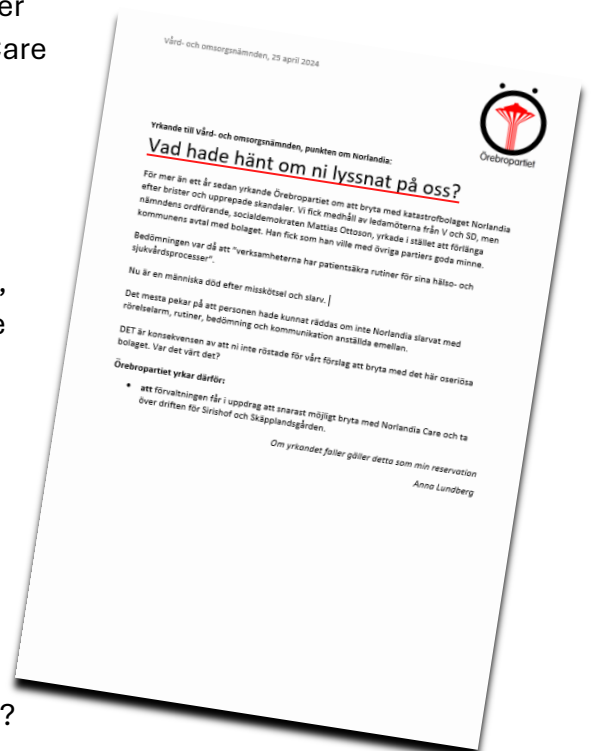 er
Care
,
e
?
Vård- och omsorgsnämnden, 25 april 2024
Örebropartiet
Yrkande till Vård- och omsorgsnämnden, punkten om Norlandia:
Vad hade hänt om ni lyssnat på oss?
För mer än ett år sedan yrkande Örebropartiet om att bryta med katastrofbolaget Norlandia
efter brister och upprepade skandaler. Vi fick medhåll av ledamöterna från V och SD, men
nämndens ordförande, socialdemokraten Mattias Ottoson, yrkade i stället att förlänga
kommunens avtal med bolaget. Han fick som han ville med övriga partiers goda minne.
Bedömningen var då att "verksamheterna har patientsäkra rutiner för sina hälso- och
sjukvårdsprocesser".
Nu är en människa död efter misskötsel och slarv.
Det mesta pekar på att personen hade kunnat räddas om inte Norlandia slarvat med
rörelselarm, rutiner, bedömning och kommunikation anställda emellan.
DET är konsekvensen av att ni inte röstade för vårt förslag att bryta med det här oseriösa
bolaget. Var det värt det?
Örebropartiet yrkar därför:
• att förvaltningen får i uppdrag att snarast möjligt bryta med Norlandia Care och ta
över driften för Sirishof och Skäpplandsgården.
Om yrkandet faller gäller detta som min reservation
Anna Lundberg